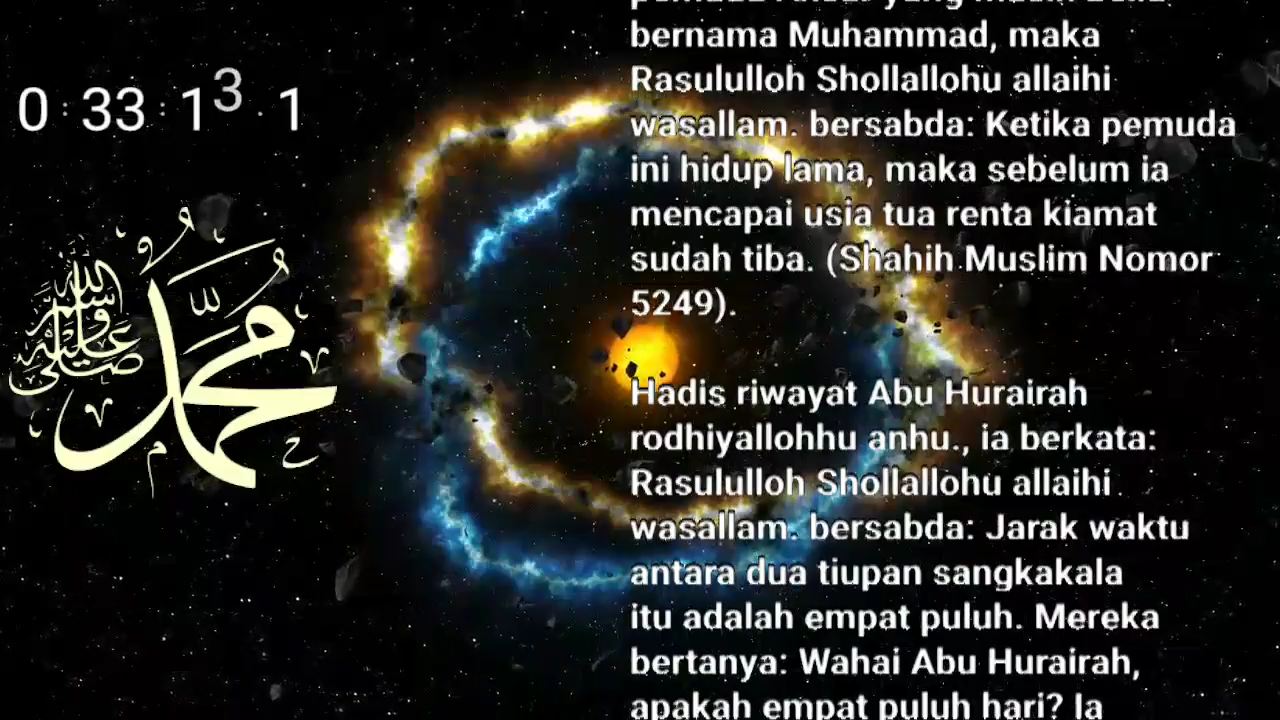 0:33:13.1
محمد
صلى الله عليه وسلم
bernama Muhammad, maka
Rasululloh Shollallohu allaihi
wasallam. bersabda: Ketika pemuda
ini hidup lama, maka sebelum ia
mencapai usia tua renta kiamat
sudah tiba. (Shahih Muslim Nomor
5249).
Hadis riwayat Abu Hurairah
rodhiyallohhu anhu., ia berkata:
Rasululloh Shollallohu allaihi
wasallam. bersabda: Jarak waktu
antara dua tiupan sangkakala
itu adalah empat puluh. Mereka
bertanya: Wahai Abu Hurairah,
apakah empat puluh hari? Ia